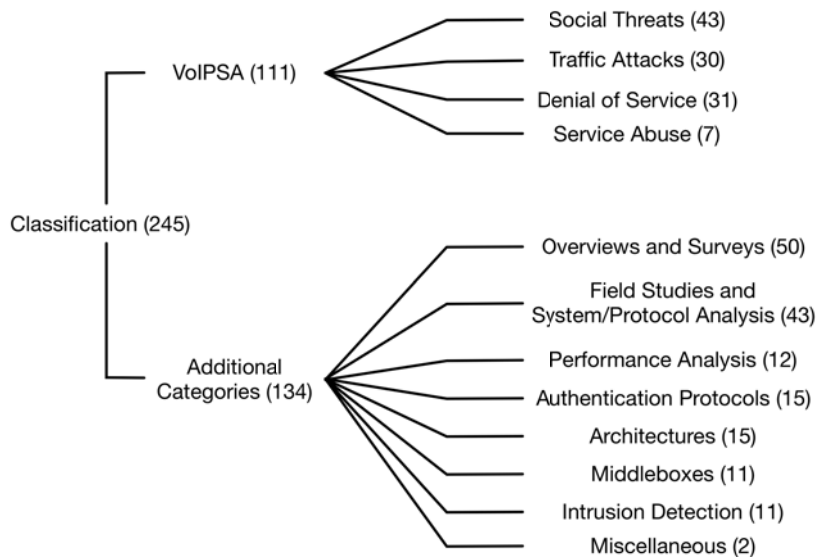 Social Threats (43)
VoIPSA (111)
Traffic Attacks (30)
Denial of Service (31)
Service Abuse (7)
Classification (245)
Overviews and Surveys (50)
Field Studies and
System/Protocol Analysis (43)
Additional
Categories (134)
Performance Analysis (12)
Authentication Protocols (15)
Architectures (15)
Middleboxes (11)
Intrusion Detection (11)
Miscellaneous (2)